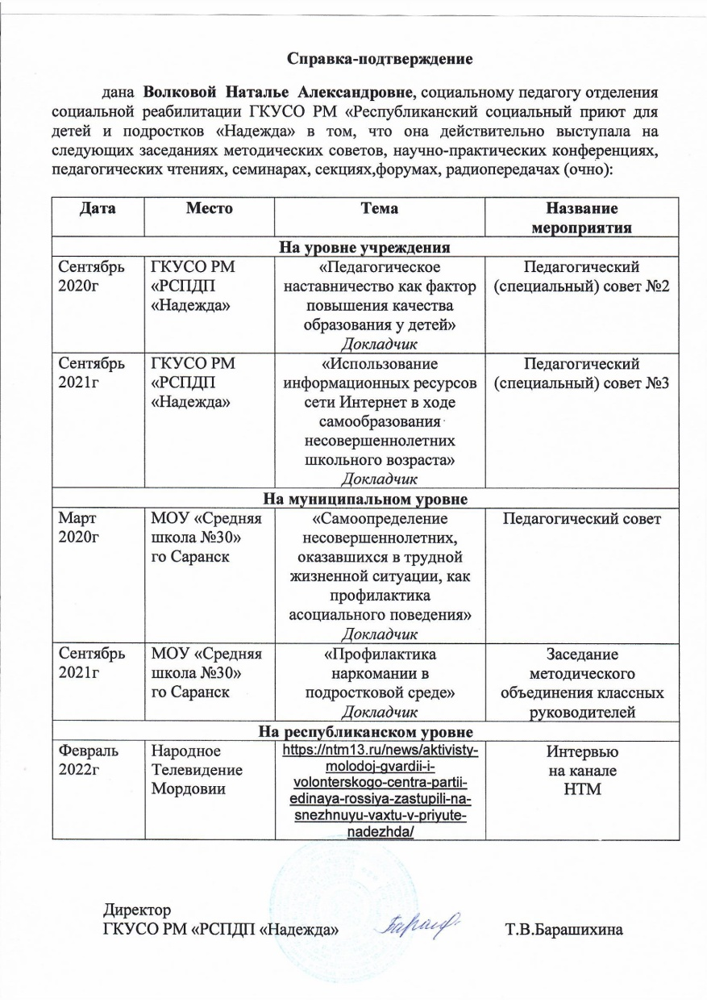 Справка-подтверждение
дана Волковой Наталье Александровне, социальному педагогу отделения
социальной реабилитации ГКУСО РМ «Республиканский социальный приют для
детей и подростков «Надежда» в том, что она действительно выступала на
следующих заседаниях методических советов, научно-практических конференциях,
педагогических чтениях, семинарах, секциях,форумах, радиопередачах (очно):
Дата Место Тема Название
мероприятия
На уровне учреждения
Сентябрь
2020г
ГКУСО РМ
«РСПДП
«Надежда»
«Педагогическое
наставничество как фактор
повышения качества
образования у детей»
Докладчик
Педагогический
(специальный) совет №2
Сентябрь
2021г
ГКУСО РМ
«РСПДП
«Надежда»
«Использование
информационных ресурсов
сети Интернет в ходе
самообразования
несовершеннолетних
школьного возраста»
Докладчик
Педагогический
(специальный) совет №3
На муниципальном уровне
Март
2020г
МОУ «Средняя
школа №30»
го Саранск
«Самоопределение
несовершеннолетних,
оказавшихся в трудной
жизненной ситуации, как
профилактика
асоциального поведения»
Докладчик
Педагогический совет
Сентябрь
2021г
МОУ «Средняя
школа №30»
го Саранск
«Профилактика
наркомании в
подростковой среде»
Докладчик
Заседание
методического
объединения классных
руководителей
На республиканском уровне
Февраль
2022г
Народное
Телевидение
Мордовии
https://ntm13.ru/news/aktivisty-
molodoj-gvardii-i-
volonterskogo-centra-partii-
edinaya-rossiya-zastupili-na-
snezhnuyu-vaxtu-v-priyute-
nadezhda/
Интервью
на канале
НТМ
Директор
ГКУСО РМ «РСПДП «Надежда» Т.В.Барашихина